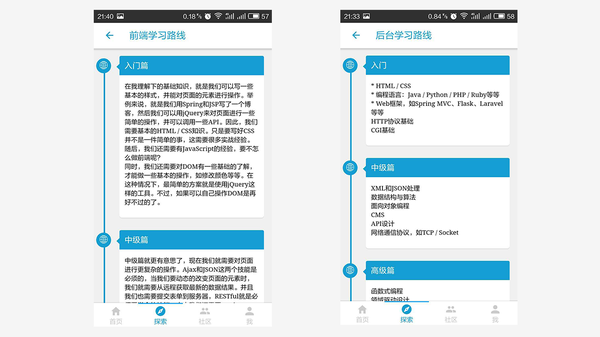 21:40
0.18 K/s
57
前端学习路线
入门篇
在我理解下的基础知识，就是我们可以写一些
基本的样式，并能对页面的元素进行操作。举
例来说，就是我们用Spring和JSP写了一个博
客，然后我们可以用jQuery来对页面进行一些
简单的操作，并可以调用一些API。因此，我们
需要基本的HTML / CSS知识。只是要写好CSS
并不是一件简单的事，这需要很多实战经验。
随后，我们还需要有JavaScript的经验，要不怎
么做前端呢?
同时，我们还需要对DOM有一些基础的了解，
才能做一些基本的操作，如修改颜色等等。在
这种情况下，最简单的方案就是使用jQuery这
样的工具。不过，如果可以自己操作DOM是再
好不过的了。
中级篇
中级篇就更有意思了，现在我们就需要对页面
进行更复杂的操作。Ajax和JSON这两个技能是
必须的，当我们要动态的改变页面的元素时，
我们就需要从远程获取最新的数据结果。并且
我们也需要提交表单到服务器，RESTful就是必
首页
探索
社区
我
21:33
0.84 K/s
58
后台学习路线
入门
* HTML / CSS
* 编程语言：Java / Python / PHP / Ruby等等
* Web框架，如Spring MVC、Flask、Laravel
等等
HTTP协议基础
CGI基础
中级篇
XML和JSON处理
数据结构与算法
面向对象编程
CMS
API设计
网络通信协议，如TCP / Socket
高级篇
函数式编程
领域驱动设计
首页
探索
社区
我